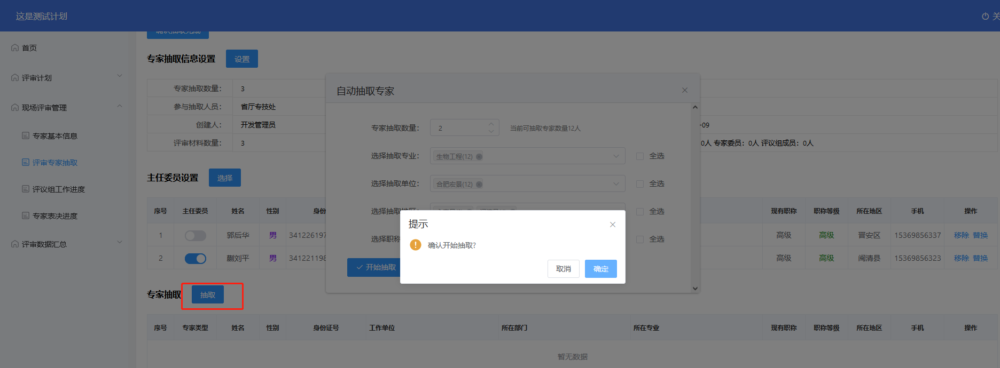 这是测试计划
关
首页
评审计划
现场评审管理
专家基本信息
评审专家抽取
评议组工作进度
专家表决进度
评审数据汇总
确认抽取完成
专家抽取信息设置 设置
专家抽取数量： 3
参与抽取人员： 省厅专技处
创建人： 开发管理员 -09
评审材料数量： 3 0人 专家委员：0人 评议组成员：0人
主任委员设置 选择
序号 主任委员 姓名 性别 身份 现有职称 职称等级 所在地区 手机 操作
1 郭后华 男 341226197 高级 高级 晋安区 15369856337 移除 替换
2 蒯刘平 男 341221198 高级 高级 闽清县 15369856323 移除 替换
专家抽取 抽取
序号 专家类型 姓名 性别 身份证号 工作单位 所在部门 所在专业 现有职称 职称等级 所在地区 手机 操作
暂无数据
自动抽取专家
专家抽取数量： 2 当前可抽取专家数量12人
选择抽取专业： 生物工程(12) 全选
选择抽取单位： 合肥宏景(12) 全选
选择抽取地区： 全选
选择职称 全选
开始抽取
提示
确认开始抽取?
取消 确定